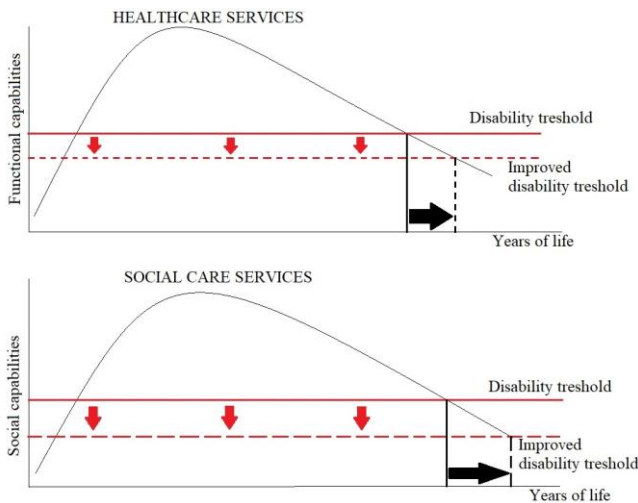 HEALTHCARE SERVICES
Functional capabilities
Disability treshold
Improved
disability treshold
Years of life
SOCIAL CARE SERVICES
Social capabilities
Disability treshold
Improved
disability treshold
Years of life